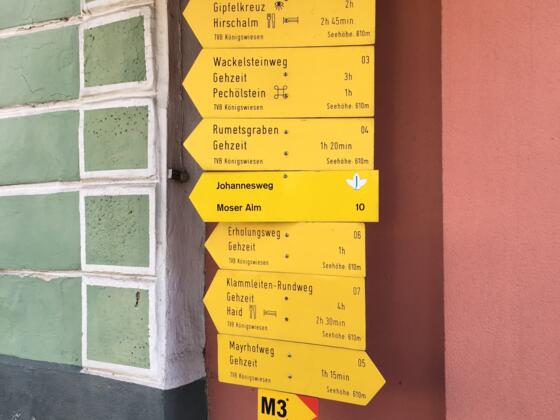 Gipfelkreuz 2h
Hirschalm 2h 45min
TVB Königswiesen Seehöhe: 610m
Wackelsteinweg 03
Gehzeit 3h
Pechölstein 1h
TVB Königswiesen Seehöhe: 610m
Rumetsgraben 04
Gehzeit 1h 20min
TVB Königswiesen Seehöhe: 610m
Johannesweg
Moser Alm 10
Erholungsweg 06
Gehzeit 1h
TVB Königswiesen Seehöhe: 610m
Klammleiten-Rundweg 07
Gehzeit 4h
Haid 2h 30min
TVB Königswiesen Seehöhe: 610m
Mayrhofweg 05
Gehzeit 1h 15min
TVB Königswiesen Seehöhe: 610m
M3